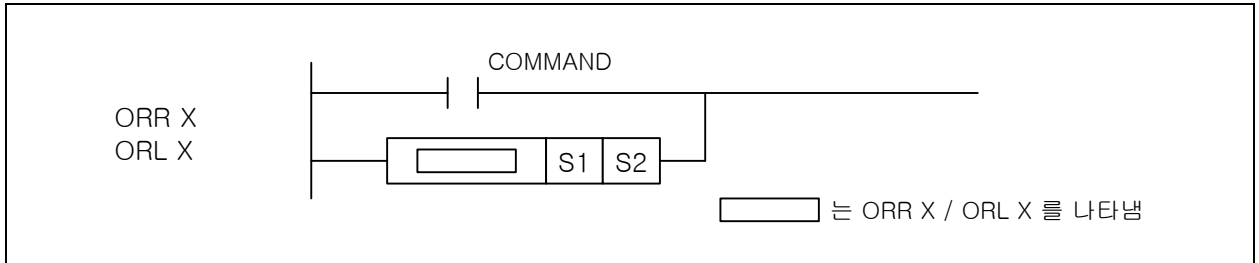 COMMAND
ORR X
ORL X
S1 S2
는 ORR X / ORL X 를 나타냄